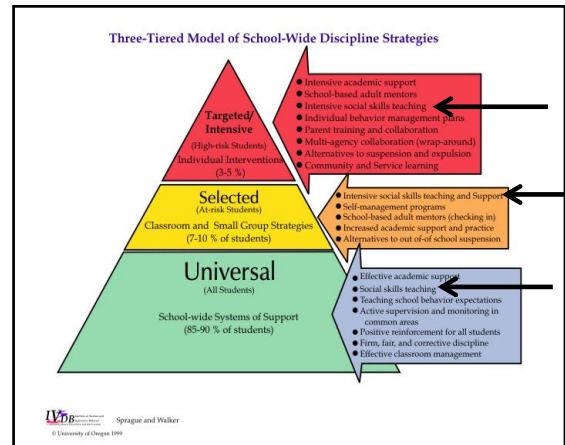 Three-Tiered Model of School-Wide Discipline Strategies
Targeted/
Intensive
(High-risk Students)
Individual Interventions
(3-5 %)
● Intensive academic support
● School-based adult mentors
● Intensive social skills teaching
● Individual behavior management plans
● Parent training and collaboration
● Multi-agency collaboration (wrap-around)
● Alternatives to suspension and expulsion
● Community and Service learning
Selected
(At-risk Students)
Classroom and Small Group Strategies
(7-10 % of students)
● Intensive social skills teaching and Support
● Self-management programs
● School-based adult mentors (checking in)
● Increased academic support and practice
● Alternatives to out of-of school suspension
Universal
(All Students)
School-wide Systems of Support
(85-90 % of students)
● Effective academic support
● Social skills teaching
● Teaching school behavior expectations
● Active supervision and monitoring in
common areas
● Positive reinforcement for all students
● Firm, fair, and corrective discipline
● Effective classroom management
IVDB
Sprague and Walker
© University of Oregon 1999